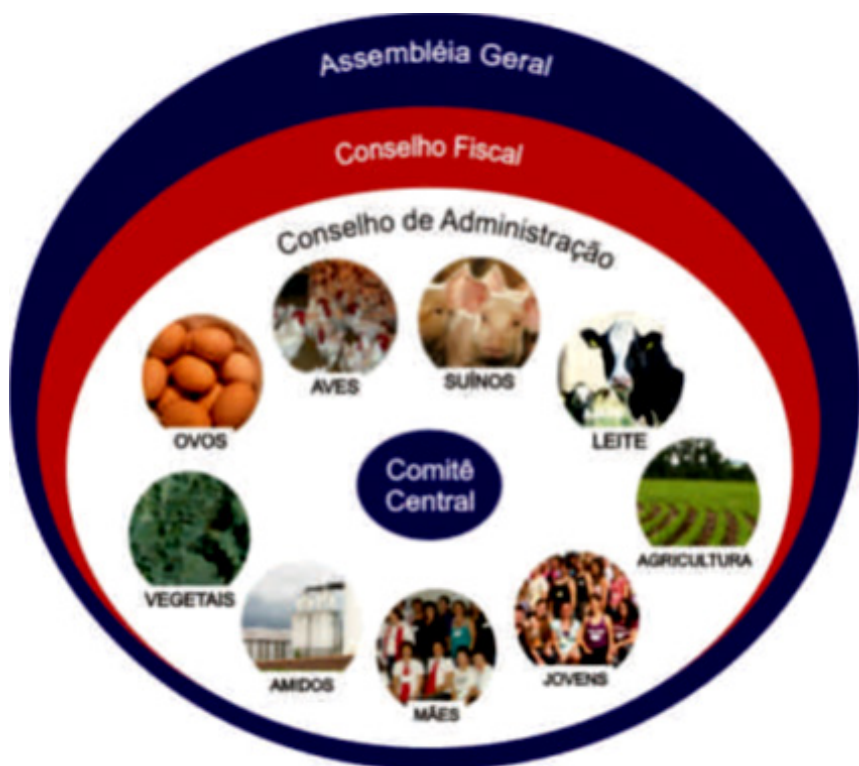 Assembléia Geral
Conselho Fiscal
Conselho de Administração
AVES
SUÍNOS
OVOS
LEITE
Comitê
Central
AGRICULTURA
VEGETAIS
AMIDOS
MÃES
JOVENS